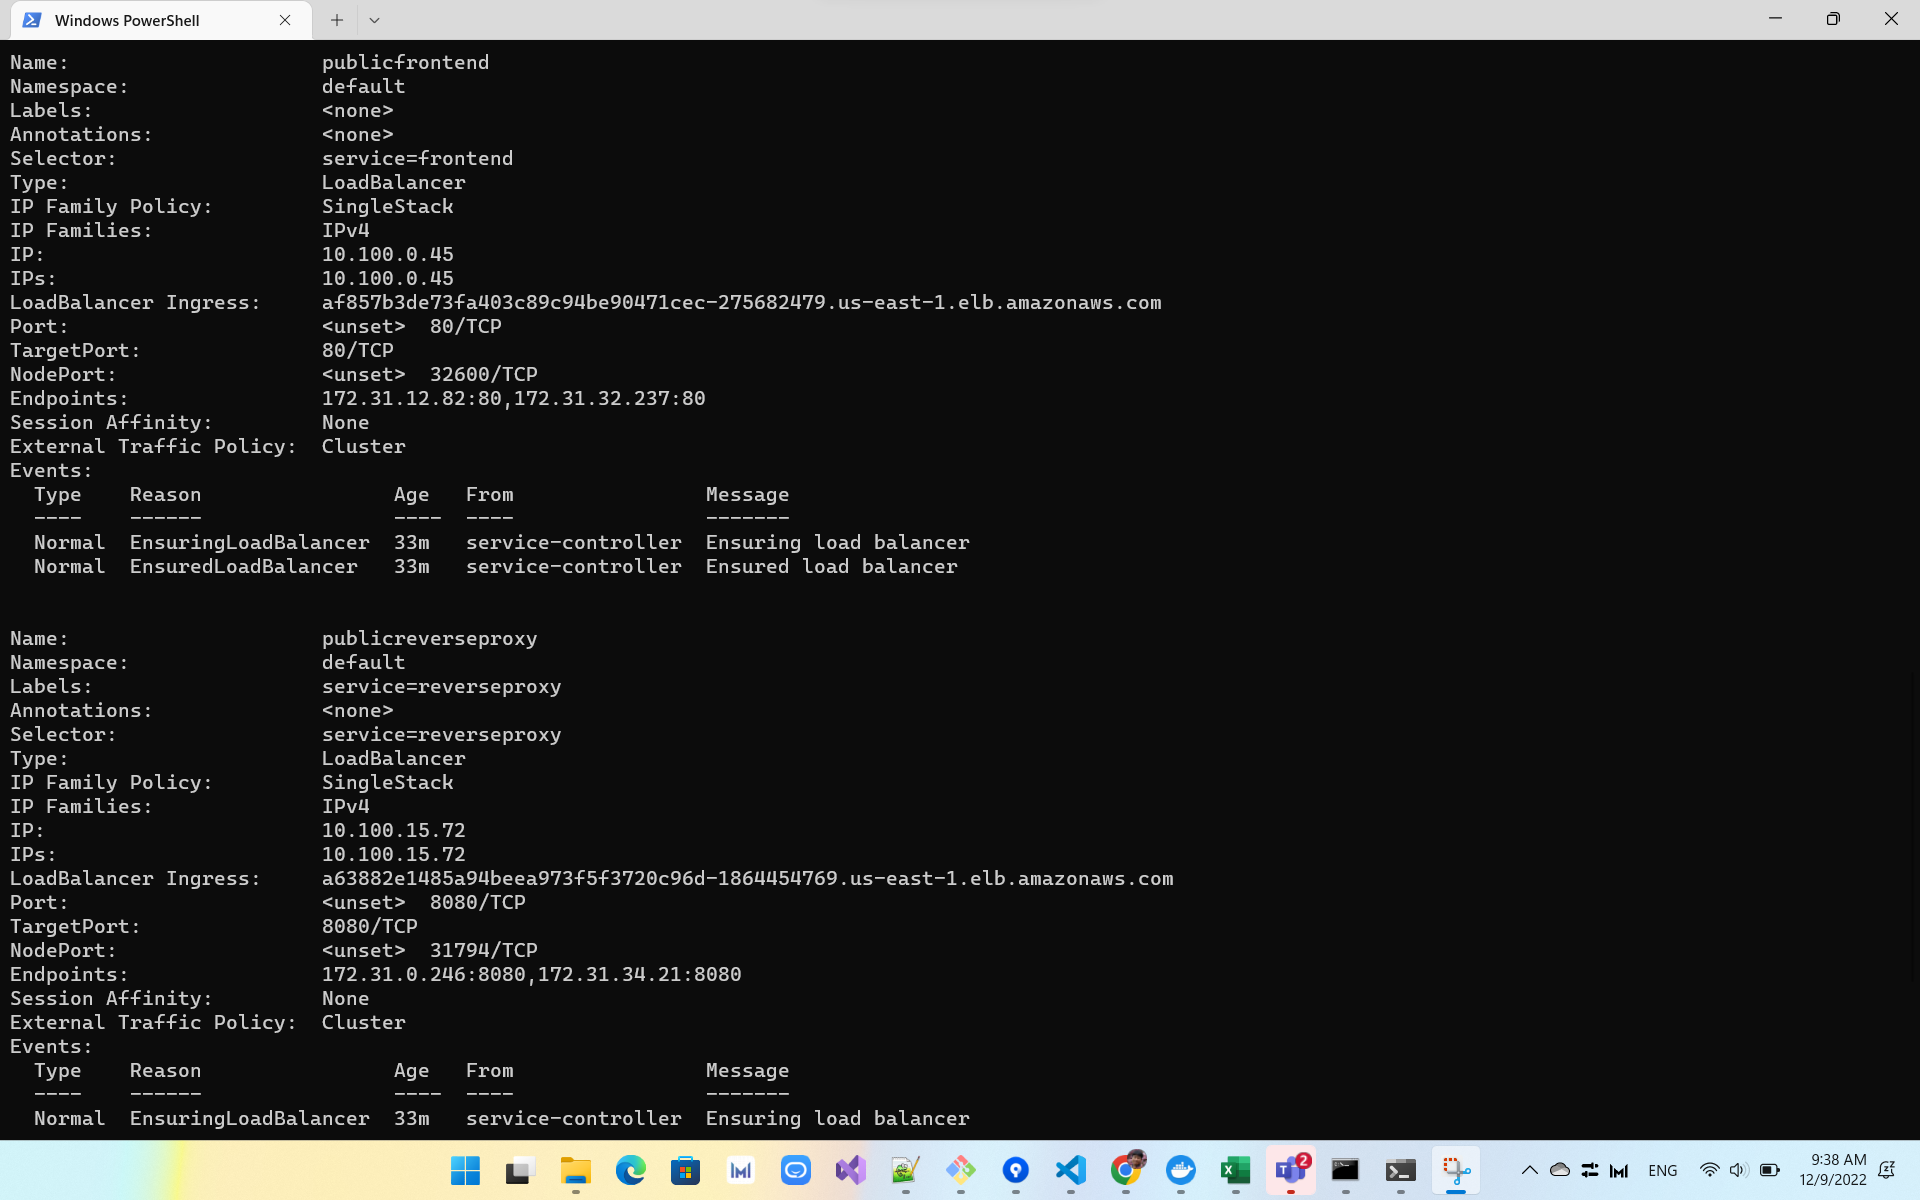 Windows PowerShell
Name: publicfrontend
Namespace: default
Labels: <none>
Annotations: <none>
Selector: service=frontend
Type: LoadBalancer
IP Family Policy: SingleStack
IP Families: IPv4
IP: 10.100.0.45
IPs: 10.100.0.45
LoadBalancer Ingress: af857b3de73fa403c89c94be90471cec-275682479.us-east-1.elb.amazonaws.com
Port: <unset> 80/TCP
TargetPort: 80/TCP
NodePort: <unset> 32600/TCP
Endpoints: 172.31.12.82:80,172.31.32.237:80
Session Affinity: None
External Traffic Policy: Cluster
Events:
Type Reason Age From Message
---- ------ ---- ---- -------
Normal EnsuringLoadBalancer 33m service-controller Ensuring load balancer
Normal EnsuredLoadBalancer 33m service-controller Ensured load balancer
Name: publicreverseproxy
Namespace: default
Labels: service=reverseproxy
Annotations: <none>
Selector: service=reverseproxy
Type: LoadBalancer
IP Family Policy: SingleStack
IP Families: IPv4
IP: 10.100.15.72
IPs: 10.100.15.72
LoadBalancer Ingress: a63882e1485a94beea973f5f3720c96d-1864454769.us-east-1.elb.amazonaws.com
Port: <unset> 8080/TCP
TargetPort: 8080/TCP
NodePort: <unset> 31794/TCP
Endpoints: 172.31.0.246:8080,172.31.34.21:8080
Session Affinity: None
External Traffic Policy: Cluster
Events:
Type Reason Age From Message
---- ------ ---- ---- -------
Normal EnsuringLoadBalancer 33m service-controller Ensuring load balancer
2
ENG
9:38 AM
12/9/2022